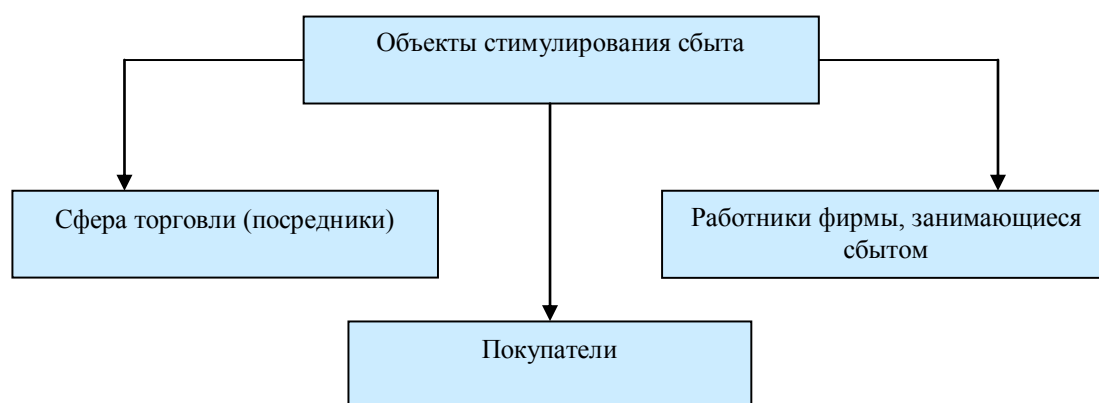 Объекты стимулирования сбыта
Сфера торговли (посредники)
Работники фирмы, занимающиеся
сбытом
Покупатели